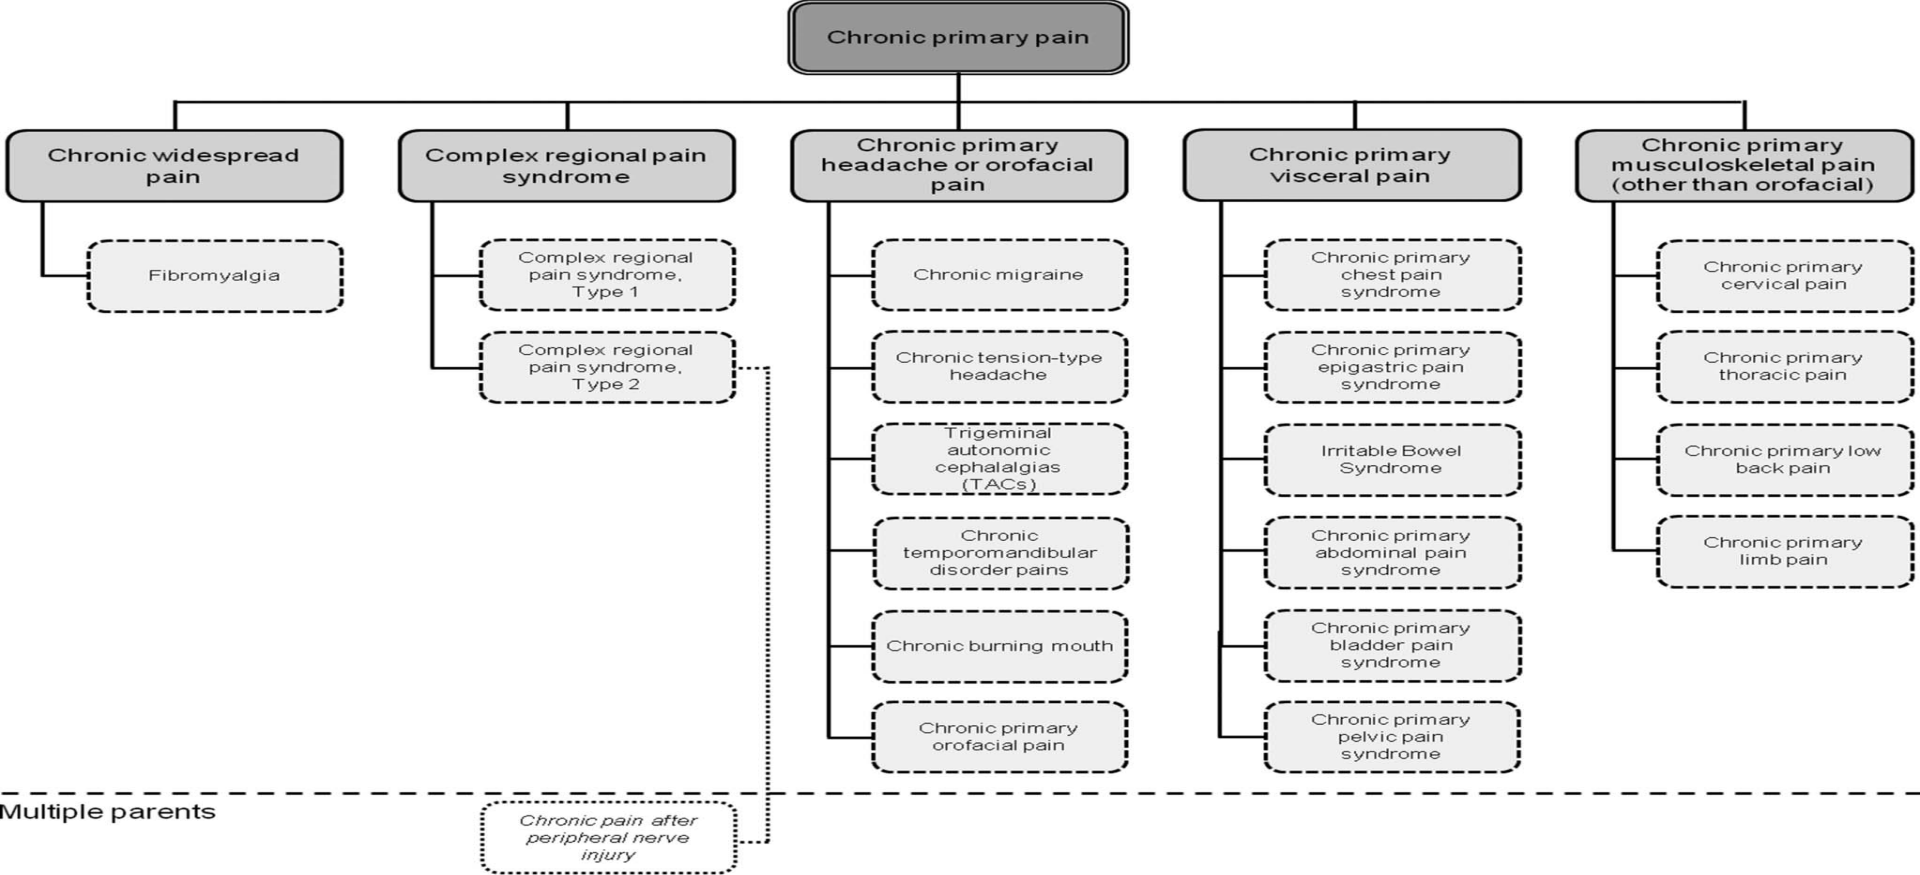 Chronic primary pain
Chronic widespread
pain
Complex regional pain
syndrome
Chronic primary
headache or orofacial
pain
Chronic primary
visceral pain
Chronic primary
musculoskeletal pain
(other than orofacial)
Fibromyalgia
Complex regional
pain syndrome,
Type 1
Complex regional
pain syndrome,
Type 2
Chronic migraine
Chronic tension-type
headache
Trigeminal
autonomic
cephalalgias
(TACs)
Chronic
temporomandibular
disorder pains
Chronic burning mouth
Chronic primary
orofacial pain
Chronic primary
chest pain
syndrome
Chronic primary
epigastric pain
syndrome
Irritable Bowel
Syndrome
Chronic primary
abdominal pain
syndrome
Chronic primary
bladder pain
syndrome
Chronic primary
pelvic pain
syndrome
Chronic primary
cervical pain
Chronic primary
thoracic pain
Chronic primary low
back pain
Chronic primary
limb pain
Multiple parents
Chronic pain after
peripheral nerve
injury